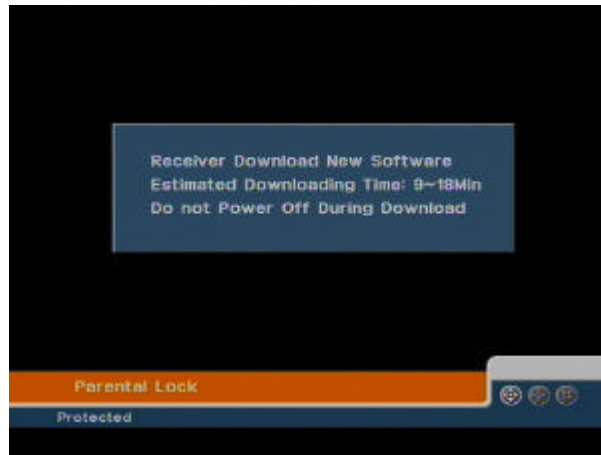 Receiver Download New Software
Estimated Downloading Time: 9~18Min
Do not Power Off During Download
Parental Lock
Protected